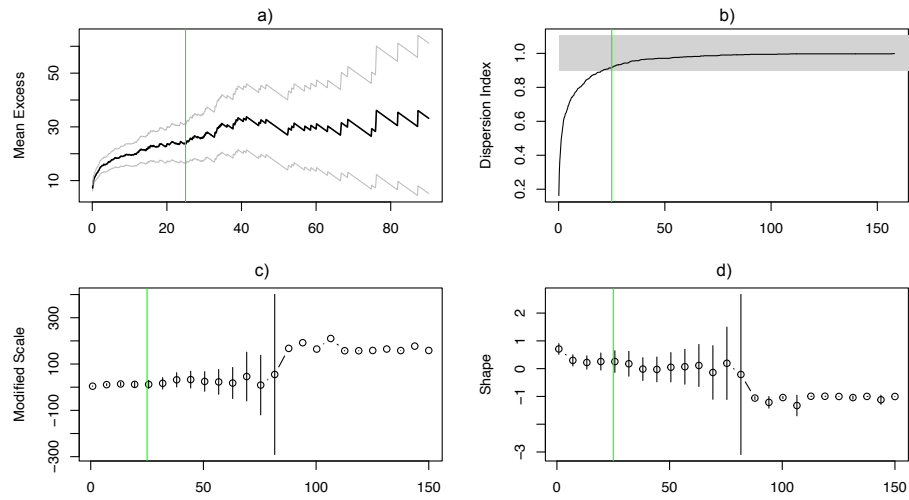 a)
Mean Excess
10 30 50
0 20 40 60 80
b)
Dispersion Index
0.2 0.4 0.6 0.8 1.0
0 50 100 150
c)
Modified Scale
-300 -100 100 300
0 50 100 150
d)
Shape
-3 -1 0 1 2
0 50 100 150